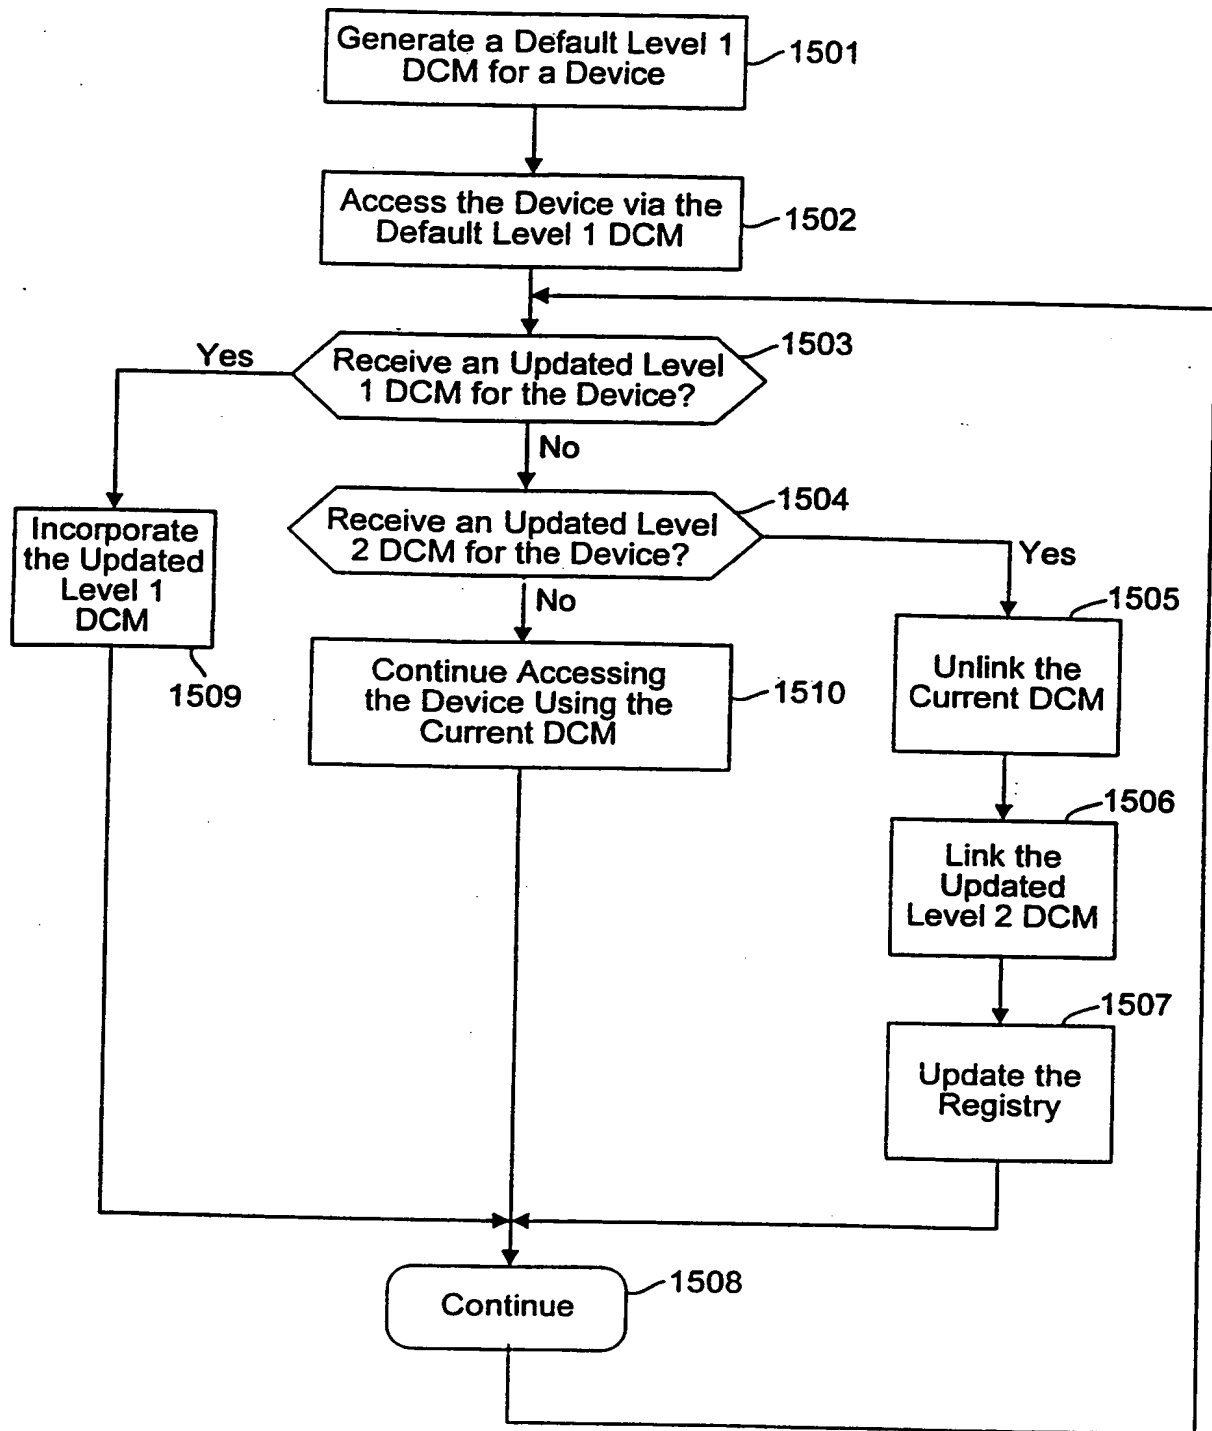 Generate a Default Level 1
DCM for a Device
1501
Access the Device via the
Default Level 1 DCM
1502
Yes
Receive an Updated Level
1 DCM for the Device?
1503
No
Receive an Updated Level
2 DCM for the Device?
1504
Yes
Incorporate
the Updated
Level 1
DCM
1509
No
Continue Accessing
the Device Using the
Current DCM
1510
1505
Unlink the
Current DCM
1506
Link the
Updated
Level 2 DCM
1507
Update the
Registry
Continue
1508